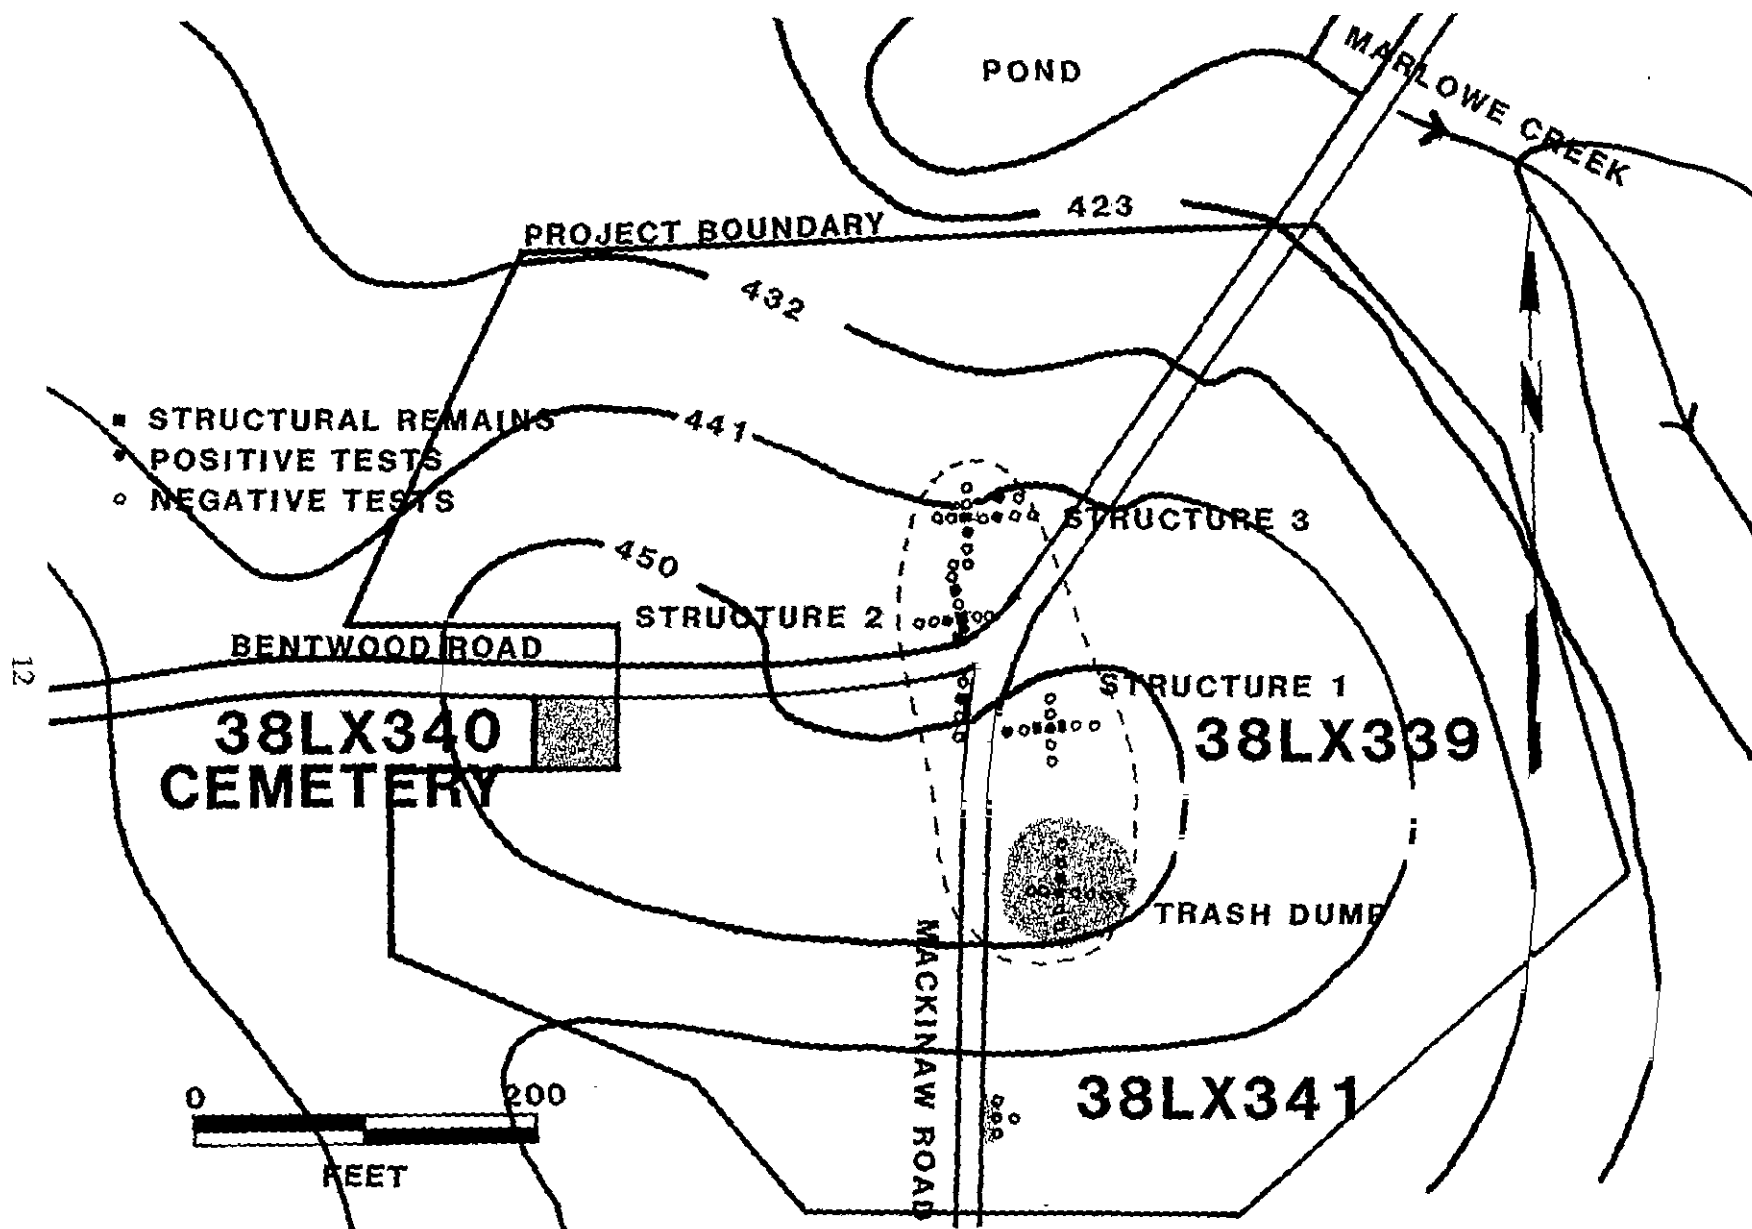 MARLOWE CREEK
POND
423
PROJECT BOUNDARY
432
STRUCTURAL REMAINS
441
POSITIVE TESTS
NEGATIVE TESTS
STRUCTURE 3
450
STRUCTURE 2
BENTWOOD ROAD
12
N
STRUCTURE 1
38LX340
CEMETERY
38LX339
TRASH DUMP
MACKINAW ROAD
38LX341
0 200
FEET